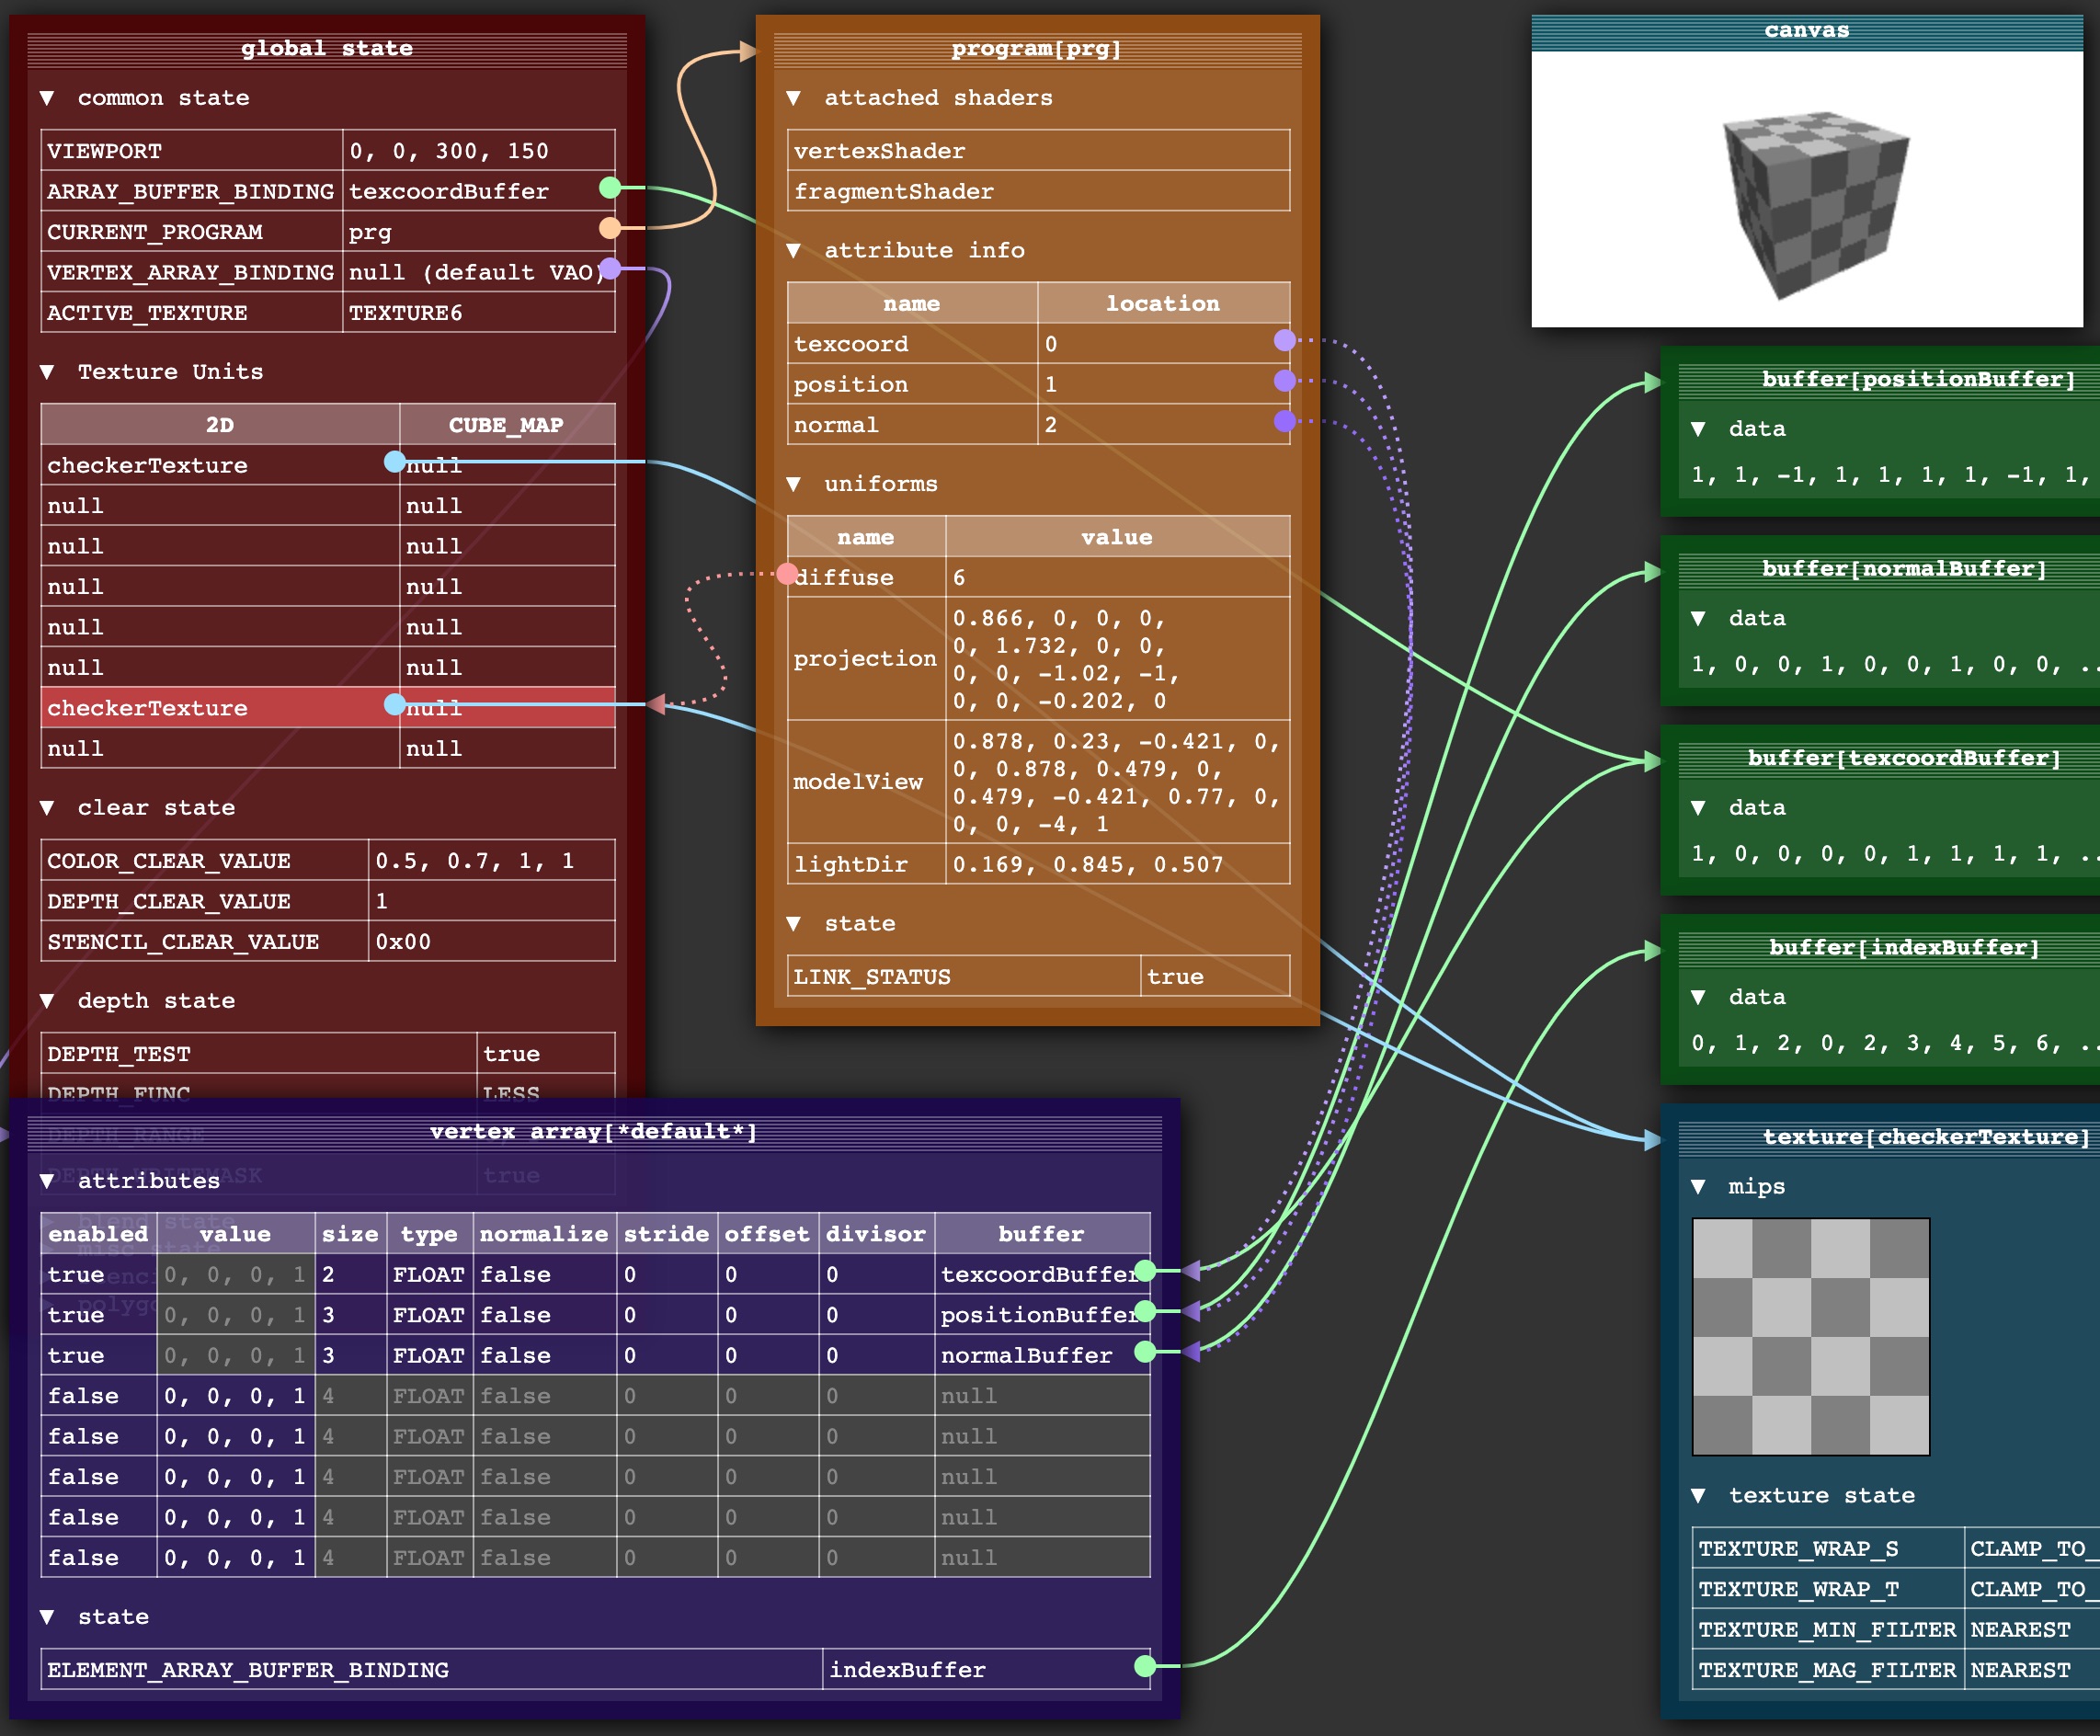 global state
▼ common state
VIEWPORT 0, 0, 300, 150
ARRAY_BUFFER_BINDING texcoordBuffer
CURRENT_PROGRAM prg
VERTEX_ARRAY_BINDING null (default VAO)
ACTIVE_TEXTURE TEXTURE6
▼ Texture Units
2D CUBE_MAP
checkerTexture null
null null
null null
null null
null null
null null
checkerTexture null
null null
▼ clear state
COLOR_CLEAR_VALUE 0.5, 0.7, 1, 1
DEPTH_CLEAR_VALUE 1
STENCIL_CLEAR_VALUE 0x00
▼ depth state
DEPTH_TEST true
DEPTH_FUNC LESS
DEPTH_RANGE
DEPTH_WRITEMASK true
blend state
misc state
program[prg]
▼ attached shaders
vertexShader
fragmentShader
▼ attribute info
name location
texcoord 0
position 1
normal 2
▼ uniforms
name value
diffuse 6
projection 0.866, 0, 0, 0,
0, 1.732, 0, 0,
0, 0, -1.02, -1,
0, 0, -0.202, 0
modelView 0.878, 0.23, -0.421, 0,
0, 0.878, 0.479, 0,
0.479, -0.421, 0.77, 0,
0, 0, -4, 1
lightDir 0.169, 0.845, 0.507
▼ state
LINK_STATUS true
canvas
buffer[positionBuffer]
▼ data
1, 1, -1, 1, 1, 1, 1, -1, 1,
buffer[normalBuffer]
▼ data
1, 0, 0, 1, 0, 0, 1, 0, 0, ..
buffer[texcoordBuffer]
▼ data
1, 0, 0, 0, 0, 1, 1, 1, 1, ..
buffer[indexBuffer]
▼ data
0, 1, 2, 0, 2, 3, 4, 5, 6, ..
texture[checkerTexture]
▼ mips
▼ texture state
TEXTURE_WRAP_S CLAMP_TO_
TEXTURE_WRAP_T CLAMP_TO_
TEXTURE_MIN_FILTER NEAREST
TEXTURE_MAG_FILTER NEAREST
vertex array[*default*]
▼ attributes
enabled value size type normalize stride offset divisor buffer
true 0, 0, 0, 1 2 FLOAT false 0 0 0 texcoordBuffer
true 0, 0, 0, 1 3 FLOAT false 0 0 0 positionBuffer
true 0, 0, 0, 1 3 FLOAT false 0 0 0 normalBuffer
false 0, 0, 0, 1 4 FLOAT false 0 0 0 null
false 0, 0, 0, 1 4 FLOAT false 0 0 0 null
false 0, 0, 0, 1 4 FLOAT false 0 0 0 null
false 0, 0, 0, 1 4 FLOAT false 0 0 0 null
false 0, 0, 0, 1 4 FLOAT false 0 0 0 null
▼ state
ELEMENT_ARRAY_BUFFER_BINDING indexBuffer